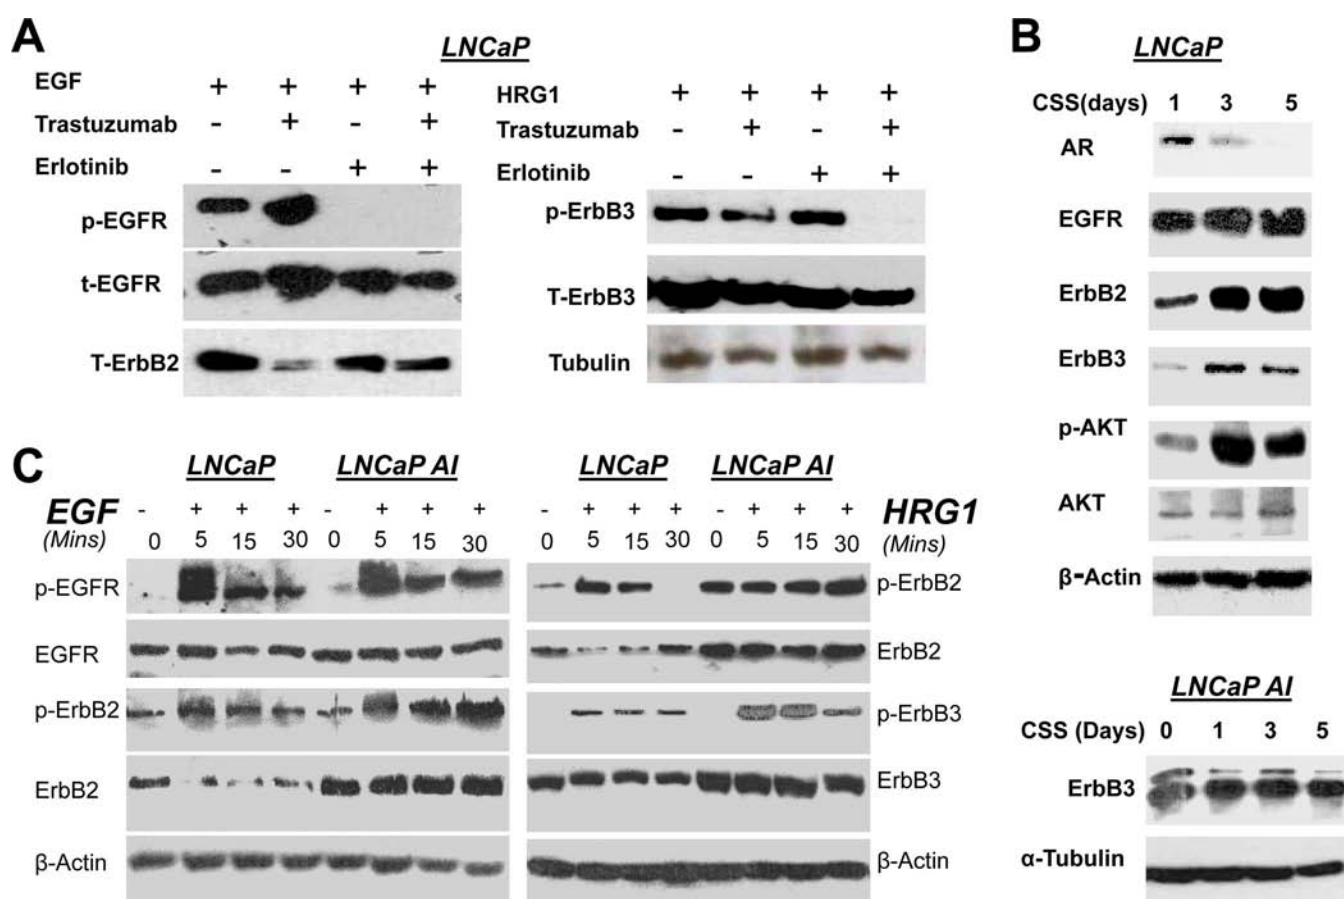 A
LNCaP
EGF + + + +
Trastuzumab - + - +
Erlotinib - - + +
p-EGFR
t-EGFR
T-ErbB2
HRG1 + + + +
Trastuzumab - + - +
Erlotinib - - + +
p-ErbB3
T-ErbB3
Tubulin
B
LNCaP
CSS(days) 1 3 5
AR
EGFR
ErbB2
ErbB3
p-AKT
AKT
β-Actin
LNCaP AI
CSS (Days) 0 1 3 5
ErbB3
α-Tubulin
C
LNCaP LNCaP AI
EGF - + + + - + + +
(Mins) 0 5 15 30 0 5 15 30
p-EGFR
EGFR
p-ErbB2
ErbB2
β-Actin
LNCaP LNCaP AI
- + + + - + + + HRG1
0 5 15 30 0 5 15 30 (Mins)
p-ErbB2
ErbB2
p-ErbB3
ErbB3
β-Actin